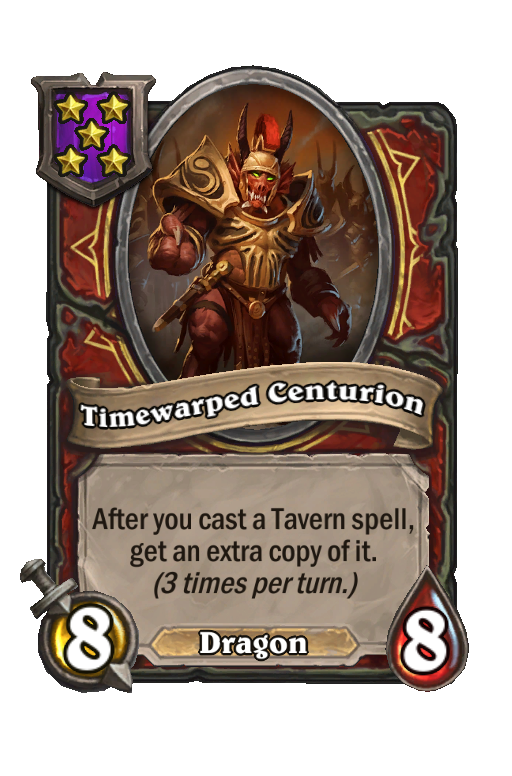 Timewarped Centurion
After you cast a Tavern spell,
get an extra copy of it.
(3 times per turn.)
8
Dragon
8